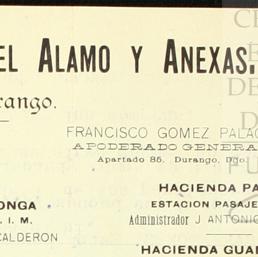 EL ALAMO Y ANEXAS.
rango.
FRANCISCO GOMEZ PALAC
APODERADO GENERA
Apartado 85. Durango, Dgo.
HACIENDA PA
ONGA
ESTACION PASAJE
. I. M.
Administrador J ANTONIO
CALDERON
HACIENDA GUAD